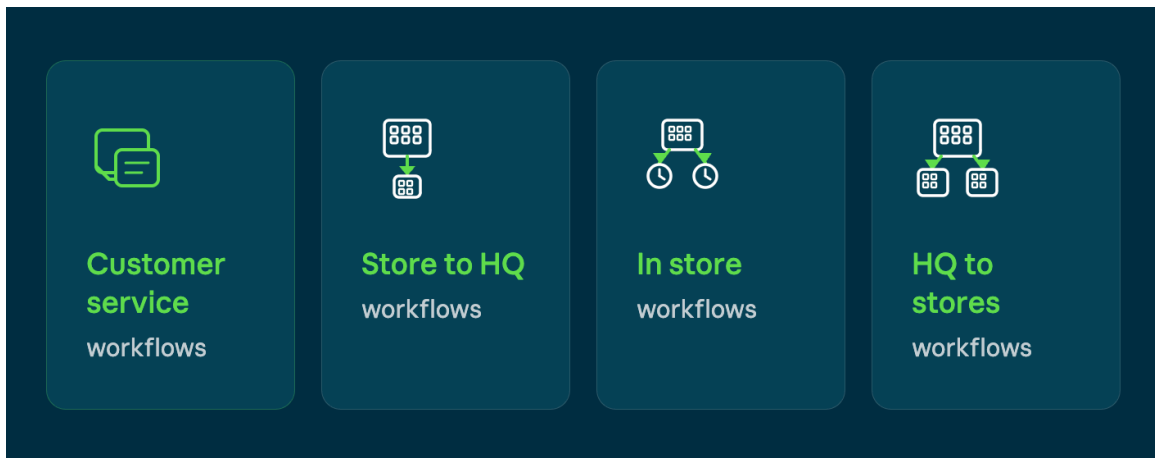 Customer
service
workflows
Store to HQ
workflows
In store
workflows
HQ to
stores
workflows